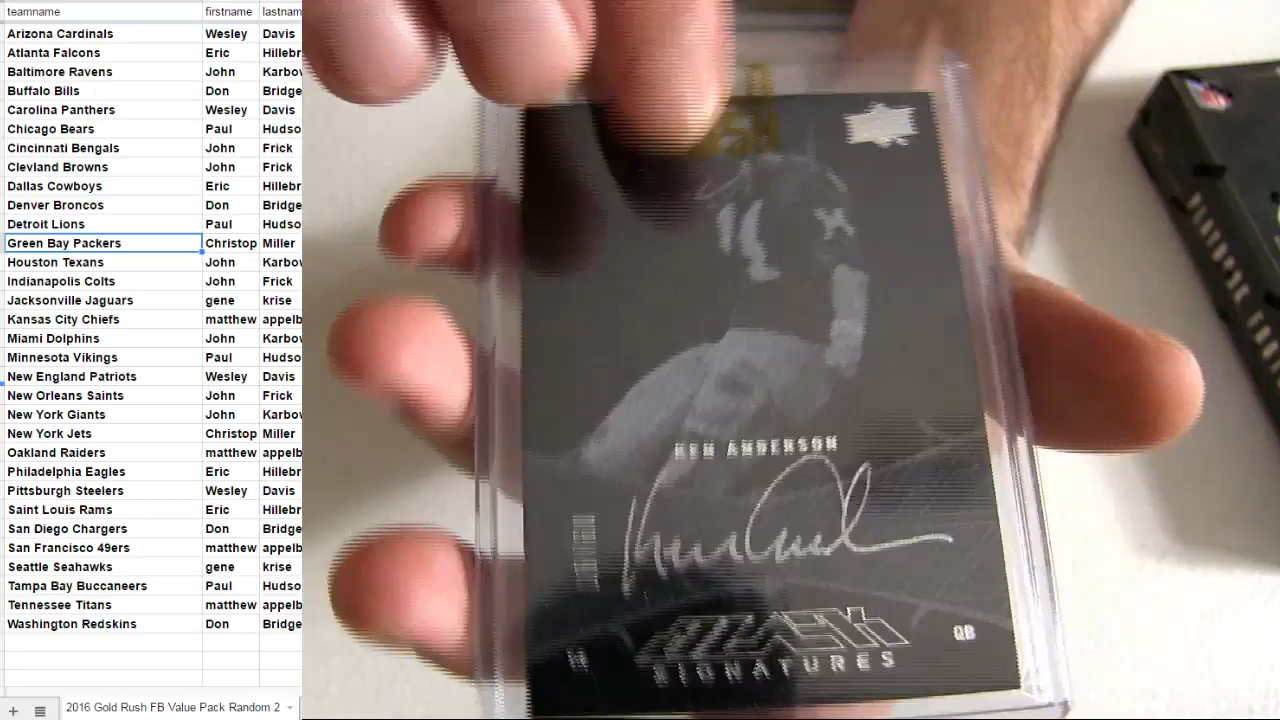 teamname firstname lastnam
Arizona Cardinals Wesley Davis
Atlanta Falcons Eric Hillebr
Baltimore Ravens John Karbow
Buffalo Bills Don Bridge
Carolina Panthers Wesley Davis
Chicago Bears Paul Hudso
Cincinnati Bengals John Frick
Clevland Browns John Frick
Dallas Cowboys Eric Hillebr
Denver Broncos Don Bridge
Detroit Lions Paul Hudso
Green Bay Packers Christop Miller
Houston Texans John Karbow
Indianapolis Colts John Frick
Jacksonville Jaguars gene krise
Kansas City Chiefs matthew appelb
Miami Dolphins John Karbow
Minnesota Vikings Paul Hudso
New England Patriots Wesley Davis
New Orleans Saints John Frick
New York Giants John Karbow
New York Jets Christop Miller
Oakland Raiders matthew appelb
Philadelphia Eagles Eric Hillebr
Pittsburgh Steelers Wesley Davis
Saint Louis Rams Eric Hillebr
San Diego Chargers Don Bridge
San Francisco 49ers matthew appelb
Seattle Seahawks gene krise
Tampa Bay Buccaneers Paul Hudso
Tennessee Titans matthew appelb
Washington Redskins Don Bridge
2016 Gold Rush FB Value Pack Random 2
KEN ANDERSON
Ken Anderson
BLACK
SIGNATURES
QB